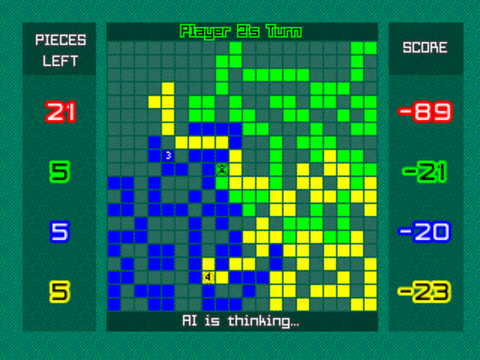 Player 2's Turn
PIECES
LEFT
SCORE
21
-89
3
5
2
-21
5
-20
5
4
-23
AI is thinking...